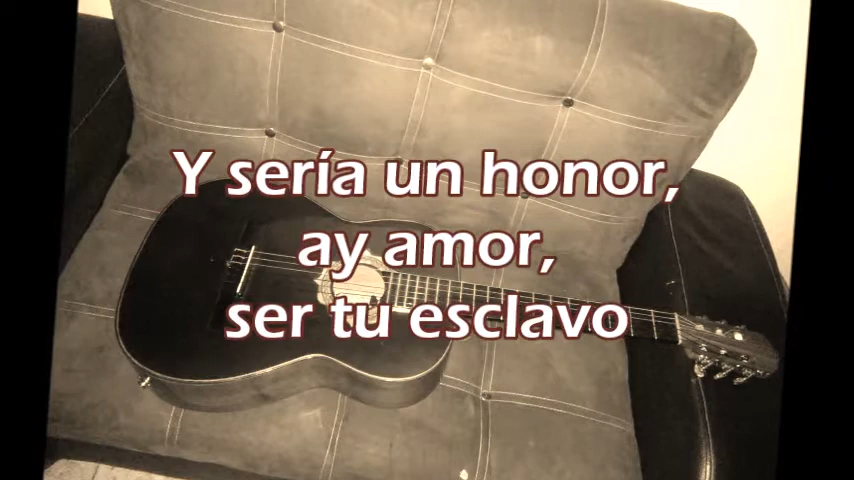 Y sería un honor,
ay amor,
ser tu esclavo